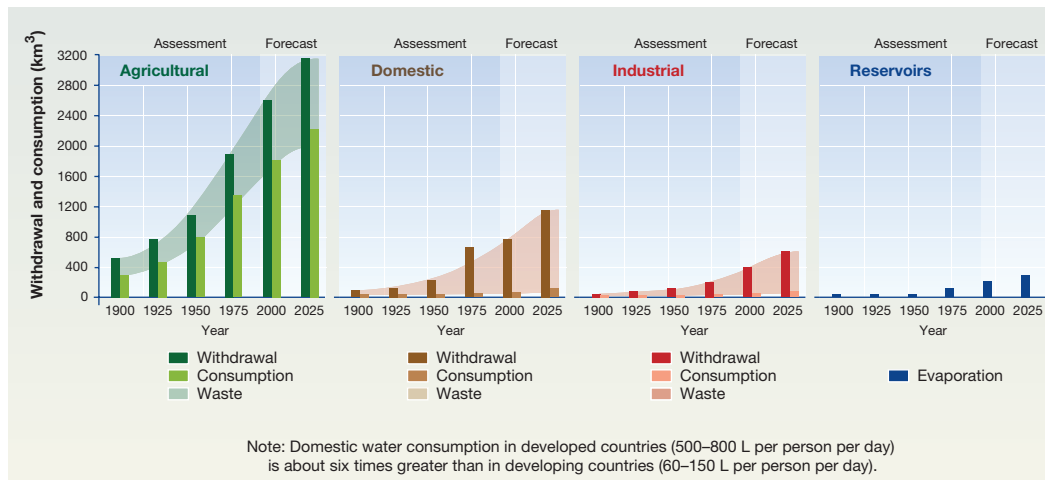 Assessment Forecast Assessment Forecast Assessment Forecast Assessment Forecast
Withdrawal and consumption (km³)
3200
2800
2400
2000
1600
1200
800
400
0
Agricultural Domestic Industrial Reservoirs
1900 1925 1950 1975 2000 2025 1900 1925 1950 1975 2000 2025 1900 1925 1950 1975 2000 2025 1900 1925 1950 1975 2000 2025
Year Year Year Year
Withdrawal Withdrawal Withdrawal
Consumption Consumption Consumption Evaporation
Waste Waste Waste
Note: Domestic water consumption in developed countries (500–800 L per person per day)
is about six times greater than in developing countries (60–150 L per person per day).